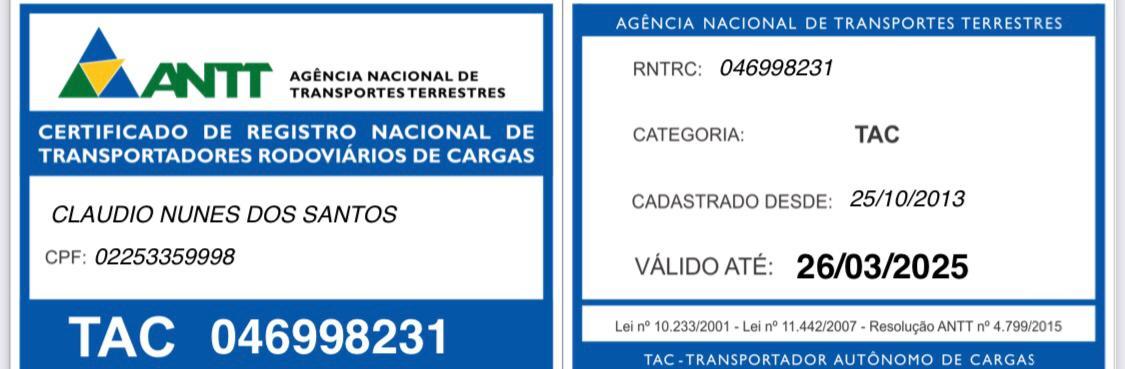 ANTT
AGÊNCIA NACIONAL DE
TRANSPORTES TERRESTRES
CERTIFICADO DE REGISTRO NACIONAL DE
TRANSPORTADORES RODOVIÁRIOS DE CARGAS
CLAUDIO NUNES DOS SANTOS
CPF: 02253359998
TAC 046998231
AGÊNCIA NACIONAL DE TRANSPORTES TERRESTRES
RNTRC: 046998231
CATEGORIA: TAC
CADASTRADO DESDE: 25/10/2013
VÁLIDO ATÉ: 26/03/2025
Lei nº 10.233/2001 - Lei nº 11.442/2007 - Resolução ANTT nº 4.799/2015
TAC-TRANSPORTADOR AUTÔNOMO DE CARGAS